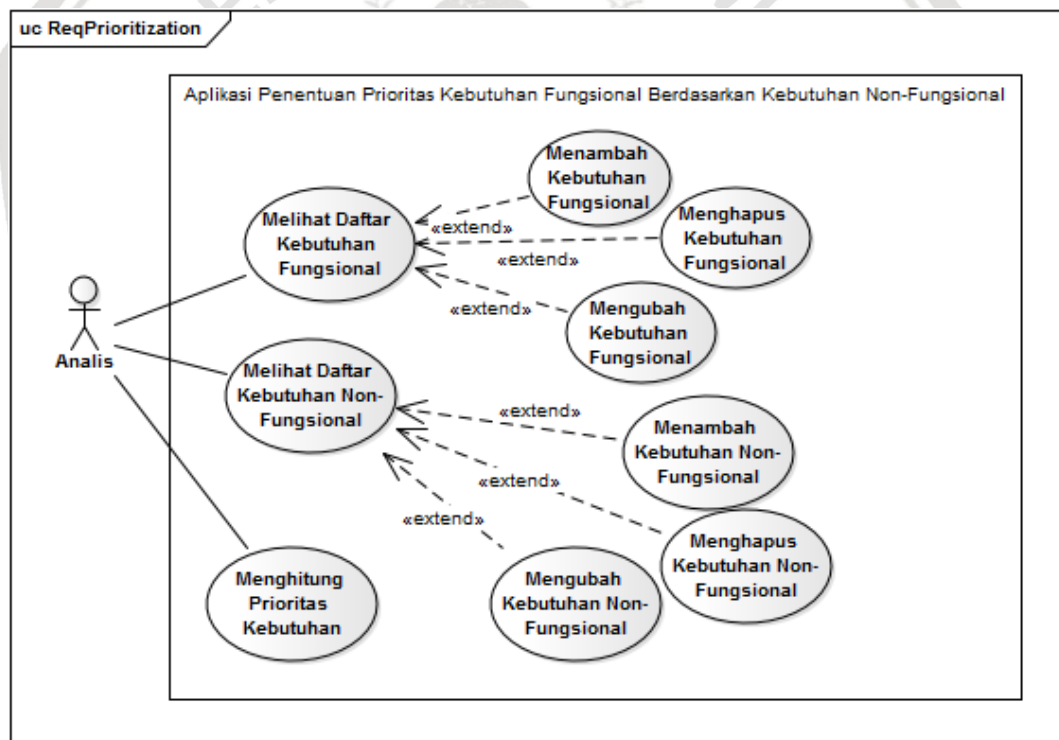 uc ReqPrioritization
Aplikasi Penentuan Prioritas Kebutuhan Fungsional Berdasarkan Kebutuhan Non-Fungsional
Menambah
Kebutuhan
Fungsional
Melihat Daftar
Kebutuhan
Fungsional
«extend»
Menghapus
Kebutuhan
Fungsional
«extend»
«extend»
Mengubah
Kebutuhan
Fungsional
Analis
Melihat Daftar
Kebutuhan Non-
Fungsional
«extend»
Menambah
Kebutuhan Non-
Fungsional
«extend»
Menghapus
Kebutuhan Non-
Fungsional
«extend»
Mengubah
Kebutuhan Non-
Fungsional
Menghitung
Prioritas
Kebutuhan